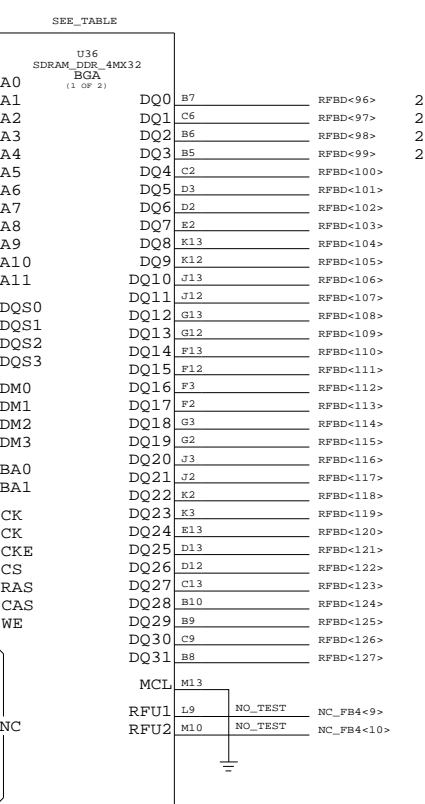 SEE_TABLE
U36
SDRAM_DDR_4MX32
BGA
(1 OF 2)
A0
A1 DQ0 B7 RFBD<96> 2
A2 DQ1 C6 RFBD<97> 2
A3 DQ2 B6 RFBD<98> 2
A4 DQ3 B5 RFBD<99> 2
A5 DQ4 C2 RFBD<100>
A6 DQ5 D3 RFBD<101>
A7 DQ6 D2 RFBD<102>
A8 DQ7 E2 RFBD<103>
A9 DQ8 K13 RFBD<104>
A10 DQ9 K12 RFBD<105>
A11 DQ10 J13 RFBD<106>
DQ11 J12 RFBD<107>
DQS0 DQ12 G13 RFBD<108>
DQS1 DQ13 G12 RFBD<109>
DQS2 DQ14 F13 RFBD<110>
DQS3 DQ15 F12 RFBD<111>
DM0 DQ16 F3 RFBD<112>
DM1 DQ17 F2 RFBD<113>
DM2 DQ18 G3 RFBD<114>
DM3 DQ19 G2 RFBD<115>
BA0 DQ20 J3 RFBD<116>
BA1 DQ21 J2 RFBD<117>
DQ22 K2 RFBD<118>
CK DQ23 K3 RFBD<119>
CK DQ24 E13 RFBD<120>
CKE DQ25 D13 RFBD<121>
CS DQ26 D12 RFBD<122>
RAS DQ27 C13 RFBD<123>
CAS DQ28 B10 RFBD<124>
WE DQ29 B9 RFBD<125>
DQ30 C9 RFBD<126>
DQ31 B8 RFBD<127>
MCL M13
RFU1 L9 NO_TEST NC_FB4<9>
NC RFU2 M10 NO_TEST NC_FB4<10>